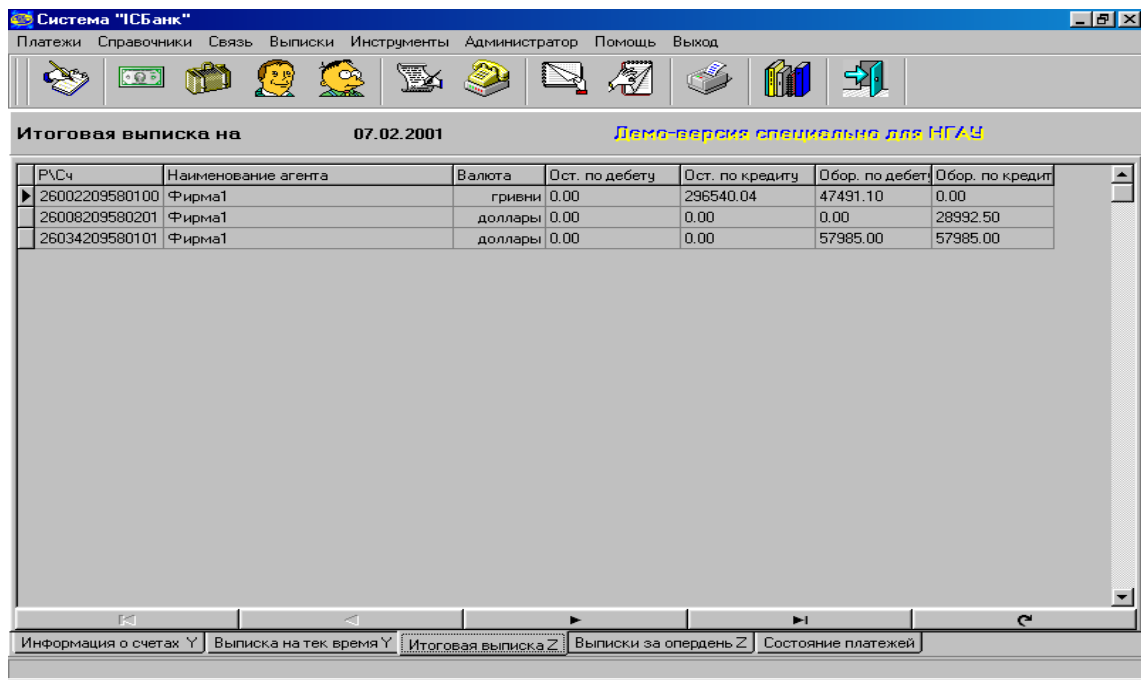 Система "ІСБанк"
Платежи Справочники Связь Выписки Инструменты Администратор Помощь Выход
Итоговая выписка на 07.02.2001 Демо-версия специально для НГАУ
Р\Сч Наименование агента Валюта Ост. по дебету Ост. по кредиту Обор. по дебету Обор. по кредит
260022209580100 Фирма1 гривни 0.00 296540.04 47491.10 0.00
26008209580201 Фирма1 доллары 0.00 0.00 0.00 28992.50
26034209580101 Фирма1 доллары 0.00 0.00 57985.00 57985.00
Информация о счетах Y Выписка на тек время Y Итоговая выписка Z Выписки за опердень Z Состояние платежей